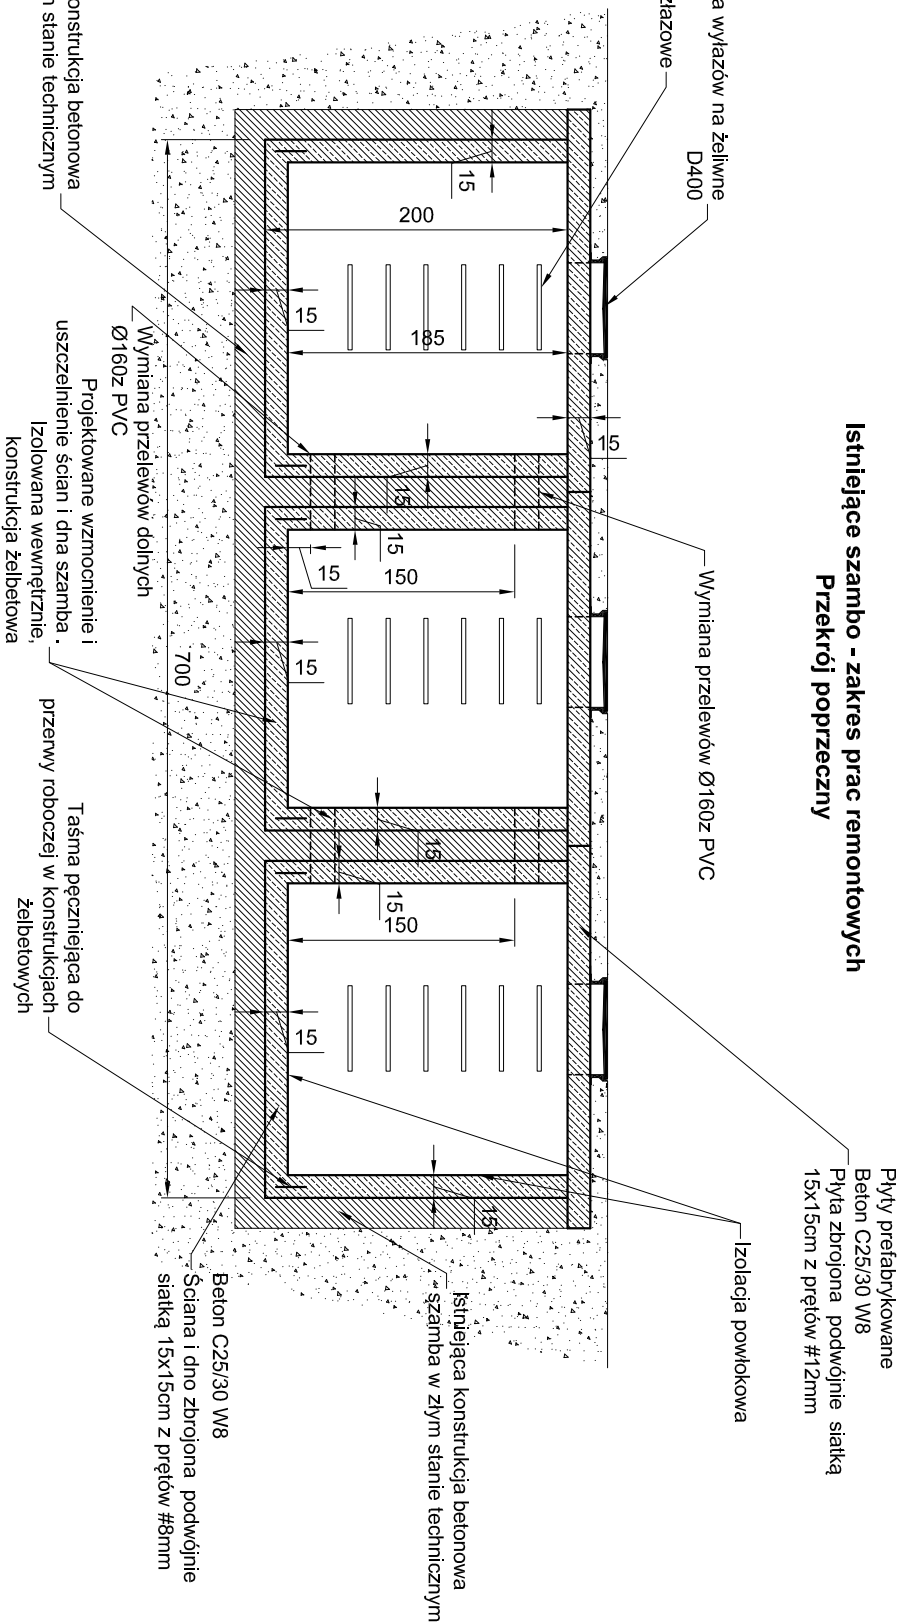 Istniejące szambo - zakres prac remontowych
Przekrój poprzeczny
Płyty prefabrykowane
Beton C25/30 W8
Płyta zbrojona podwójnie siatką
15x15cm z prętów #12mm
a wyłazów na żeliwne
D400
złazowe
Wymiana przelewów Ø160z PVC
Izolacja powłokowa
15
200
15
185
15
15
15
15
150
15
15
15
150
15
15
700
onstrukcja betonowa
n stanie technicznym
Wymiana przelewów dolnych
Ø160z PVC
Projektowane wzmocnienie i
uszczelnienie ścian i dna szamba .
Izolowana wewnętrznie,
konstrukcja żelbetowa
Taśma pęczniejąca do
przerwy roboczej w konstrukcjach
żelbetowych
Istniejąca konstrukcja betonowa
szamba w złym stanie technicznym
Beton C25/30 W8
Ściana i dno zbrojona podwójnie
siatką 15x15cm z prętów #8mm
15